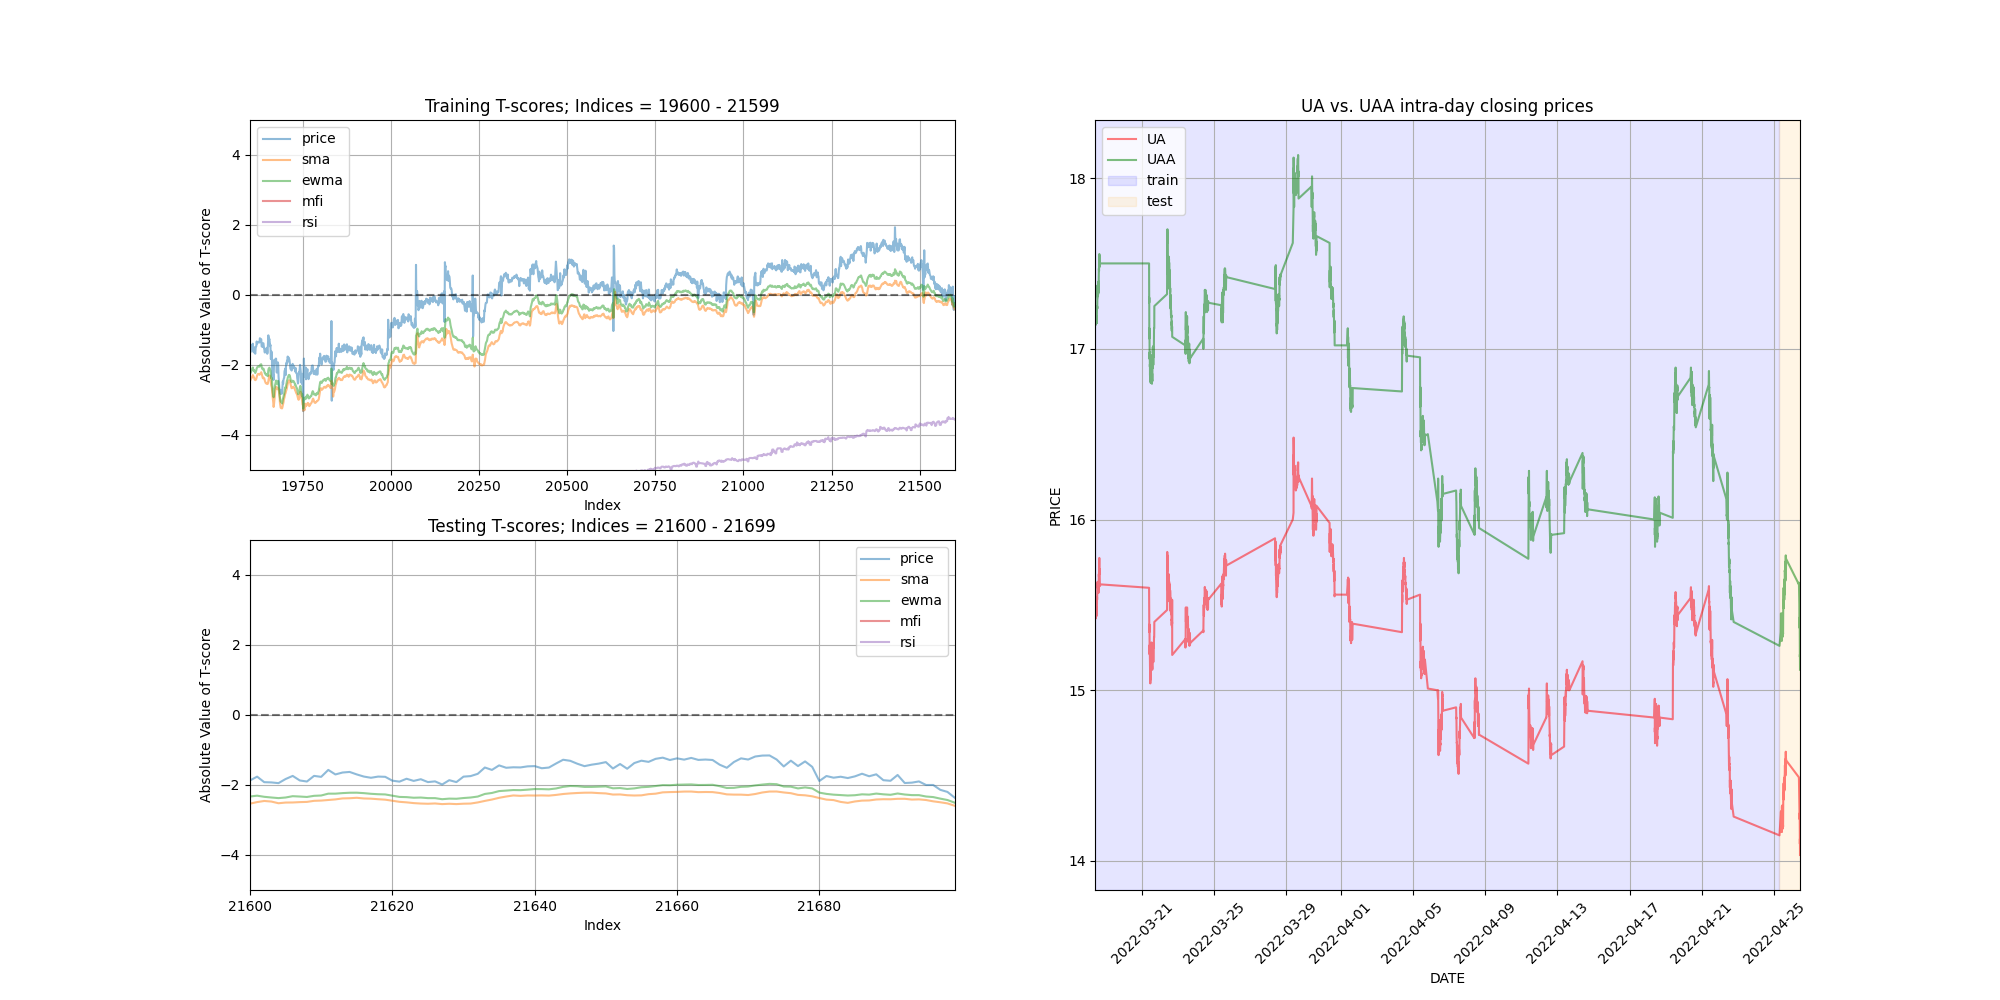 Training T-scores; Indices = 19600 - 21599
price
sma
ewma
mfi
rsi
Absolute Value of T-score
4
2
0
−2
−4
19750 20000 20250 20500 20750 21000 21250 21500
Index
Testing T-scores; Indices = 21600 - 21699
price
sma
ewma
mfi
rsi
Absolute Value of T-score
4
2
0
−2
−4
21600 21620 21640 21660 21680
Index
UA vs. UAA intra-day closing prices
UA
UAA
train
test
PRICE
18
17
16
15
14
2022-03-21 2022-03-25 2022-03-29 2022-04-01 2022-04-05 2022-04-09 2022-04-13 2022-04-17 2022-04-21 2022-04-25
DATE